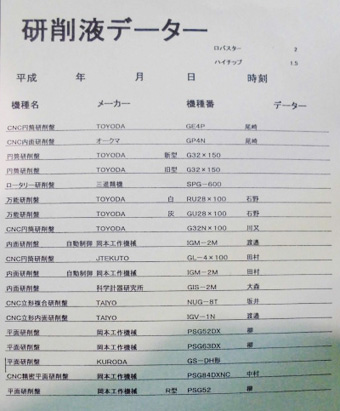 研削液データー
ロバスター 2
ハイチップ 1.5
平成 年 月 日 時刻
機種名 メーカー 機種番 データー
CNC円筒研削盤 TOYODA GE4P 尾崎
CNC内面研削盤 オークマ GP4N 尾崎
円筒研削盤 TOYODA 新型 G32×150
円筒研削盤 TOYODA 旧型 G32×150
ロータリー研削盤 三進精機 SPG-600
万能研削盤 TOYODA 白 RU28×100 石野
万能研削盤 TOYODA 灰 GU28×100 石野
CNC円筒研削盤 TOYODA G32N×100 川又
内面研削盤 自動制御 岡本工作機械 IGM-2M 渡邉
CNC円筒研削盤 JTEKUTO GL-4×100 田村
内面研削盤 自動制御 岡本工作機械 IGM-2M 田村
内面研削盤 科学計器研究所 GIS-2M 大森
CNC立形複合研削盤 TAIYO NUG-8T 坂井
CNC立形内面研削盤 TAIYO IGV-1N 渡邉
平面研削盤 岡本工作機械 PSG52DX 柳
平面研削盤 岡本工作機械 PSG63DX 柳
平面研削盤 KURODA GS-DH形
CNC精密平面研削盤 岡本工作機械 PSG84DXNC 中村
平面研削盤 岡本工作機械 R型 PSG52 柳